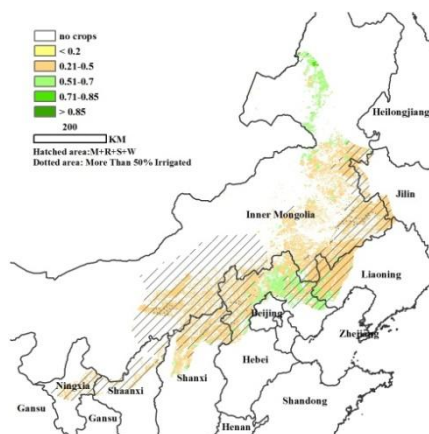 no crops
< 0.2
0.21-0.5
0.51-0.7
0.71-0.85
> 0.85
200
KM
Hatched area:M+R+S+W
Dotted area: More Than 50% Irrigated
Heilongjiang
Jilin
Inner Mongolia
Liaoning
Beijing
Zhejiang
Hebei
Ningxia
Shaanxi
Shanxi
Gansu
Gansu
Shandong
Henan